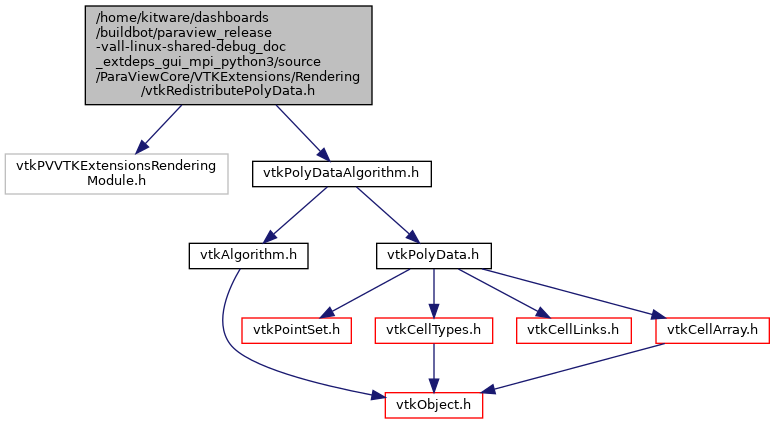 /home/kitware/dashboards
/buildbot/paraview_release
-vall-linux-shared-debug_doc
_extdeps_gui_mpi_python3/source
/ParaViewCore/VTKExtensions/Rendering
/vtkRedistributePolyData.h
vtkPVVTKExtensionsRendering
Module.h
vtkPolyDataAlgorithm.h
vtkAlgorithm.h
vtkPolyData.h
vtkPointSet.h
vtkCellTypes.h
vtkCellLinks.h
vtkCellArray.h
vtkObject.h